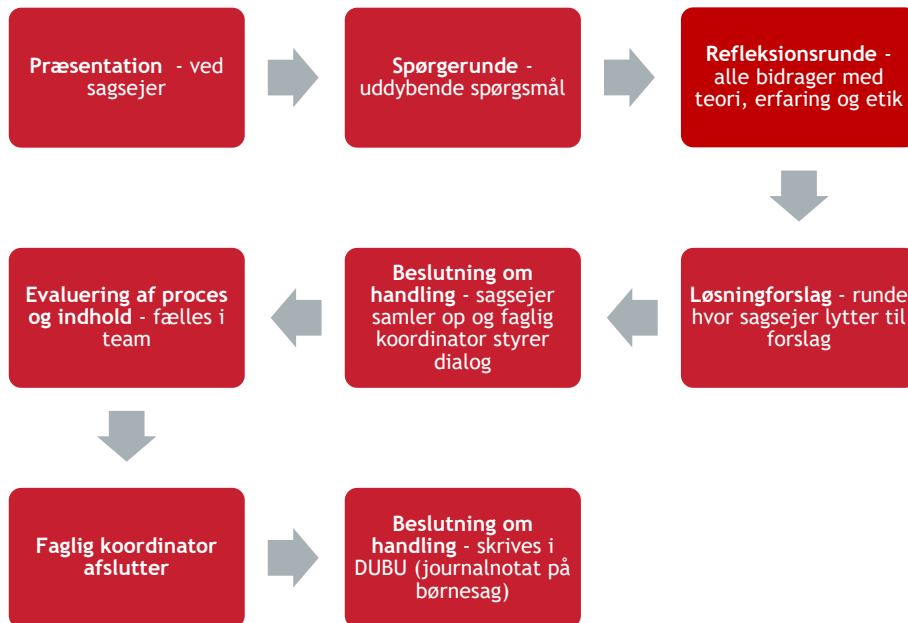 Præsentation - ved
sagsejer
Spørgerunde -
uddybende spørgsmål
Refleksionsrunde -
alle bidrager med
teori, erfaring og etik
Løsningforslag - runde
hvor sagsejer lytter til
forslag
Beslutning om
handling - sagsejer
samler op og faglig
koordinator styrer
dialog
Evaluering af proces
og indhold - fælles i
team
Faglig koordinator
afslutter
Beslutning om
handling - skrives i
DUBU (journalnotat på
børnesag)